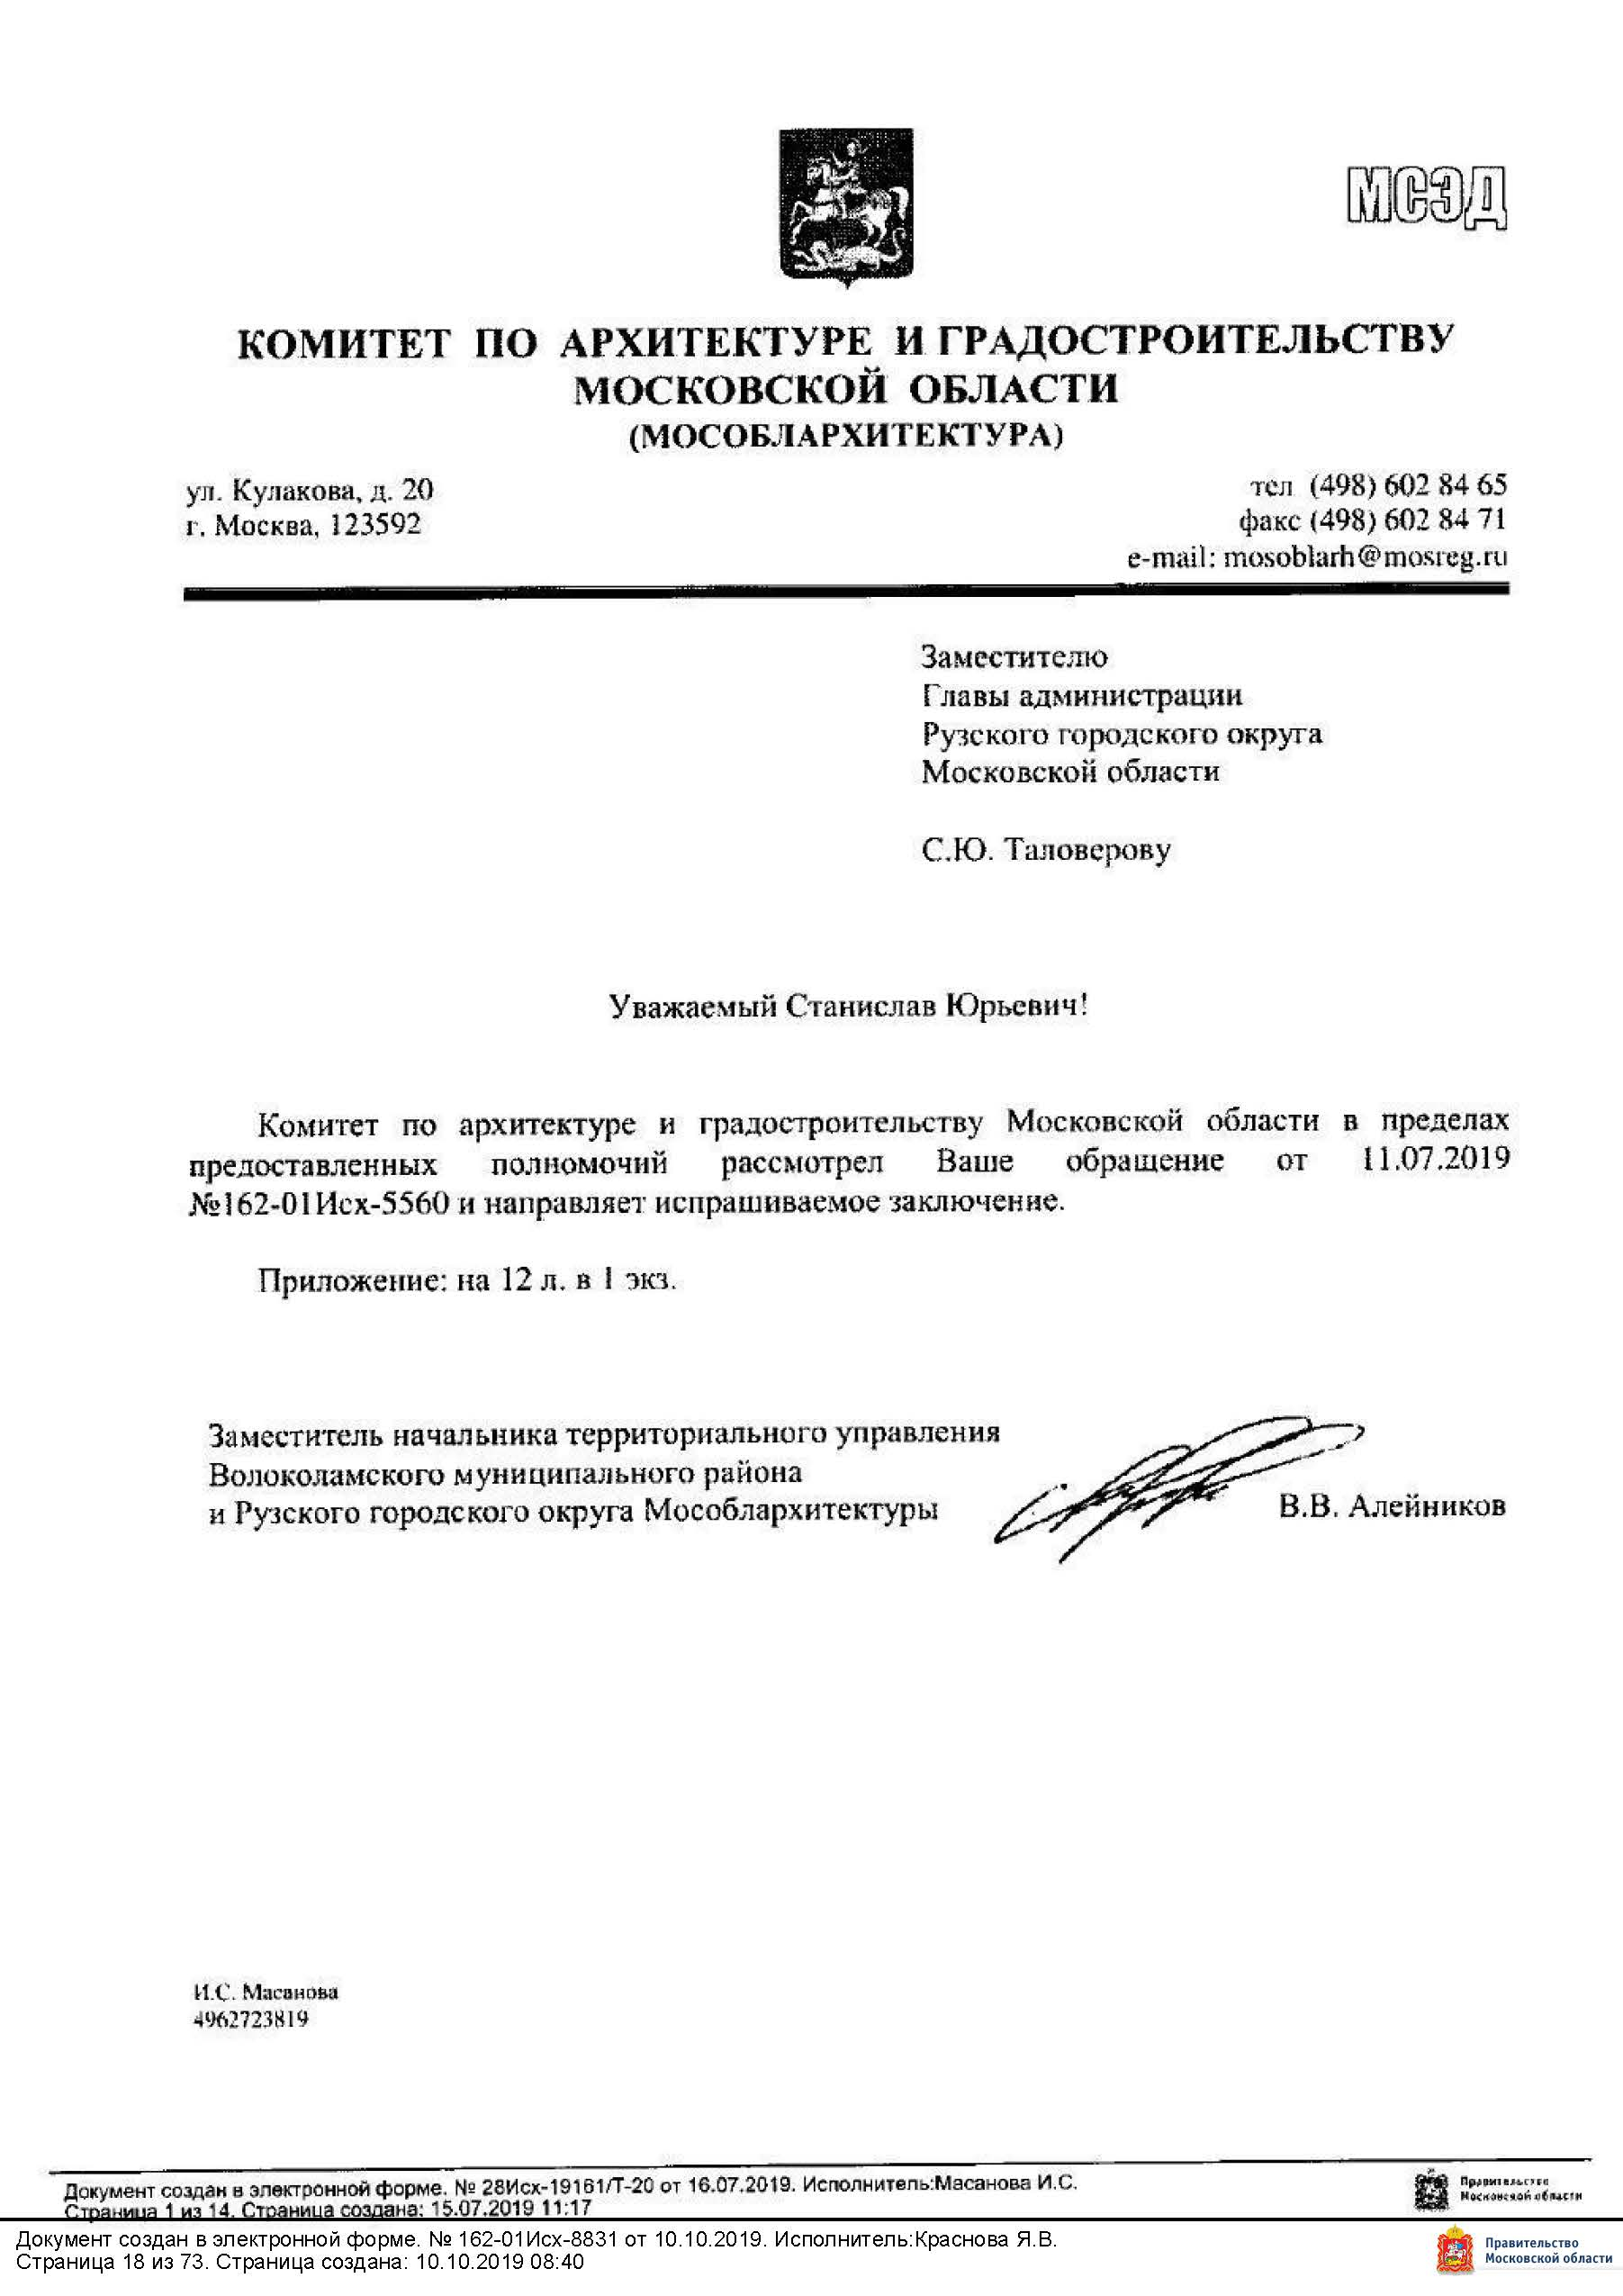 МСЭД
КОМИТЕТ ПО АРХИТЕКТУРЕ И ГРАДОСТРОИТЕЛЬСТВУ
МОСКОВСКОЙ ОБЛАСТИ
(МОСОБЛАРХИТЕКТУРА)
ул. Кулакова, д. 20
г. Москва, 123592
тел (498) 602 84 65
факс (498) 602 84 71
e-mail: mosoblarh@mosreg.ru
Заместителю
Главы администрации
Рузского городского округа
Московской области
С.Ю. Таловерову
Уважаемый Станислав Юрьевич!
Комитет по архитектуре и градостроительству Московской области в пределах
предоставленных полномочий рассмотрел Ваше обращение от 11.07.2019
№162-01Исх-5560 и направляет испрашиваемое заключение.
Приложение: на 12 л. в 1 экз.
Заместитель начальника территориального управления
Волоколамского муниципального района
и Рузского городского округа Мособлархитектуры
В.В. Алейников
И.С. Масанова
4962723819
Документ создан в электронной форме. № 28Исх-19161/Т-20 от 16.07.2019. Исполнитель:Масанова И.С.
Страница 1 из 14. Страница создана: 15.07.2019 11:17
Правительство
Московской области
Документ создан в электронной форме. № 162-01Исх-8831 от 10.10.2019. Исполнитель:Краснова Я.В.
Страница 18 из 73. Страница создана: 10.10.2019 08:40
Правительство
Московской области